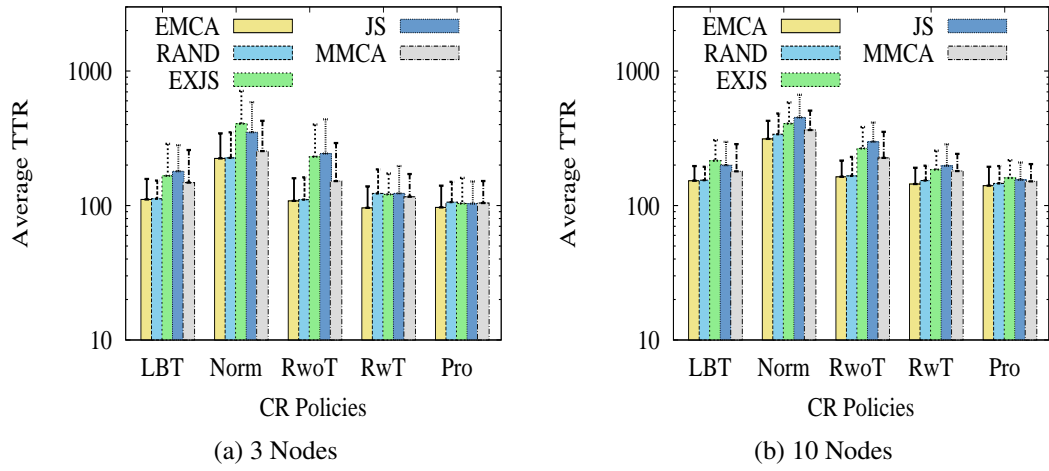 EMCA
RAND
EXJS
JS
MMCA
1000
100
10
Average TTR
LBT Norm RwoT RwT Pro
CR Policies
(a) 3 Nodes
EMCA
RAND
EXJS
JS
MMCA
1000
100
10
Average TTR
LBT Norm RwoT RwT Pro
CR Policies
(b) 10 Nodes